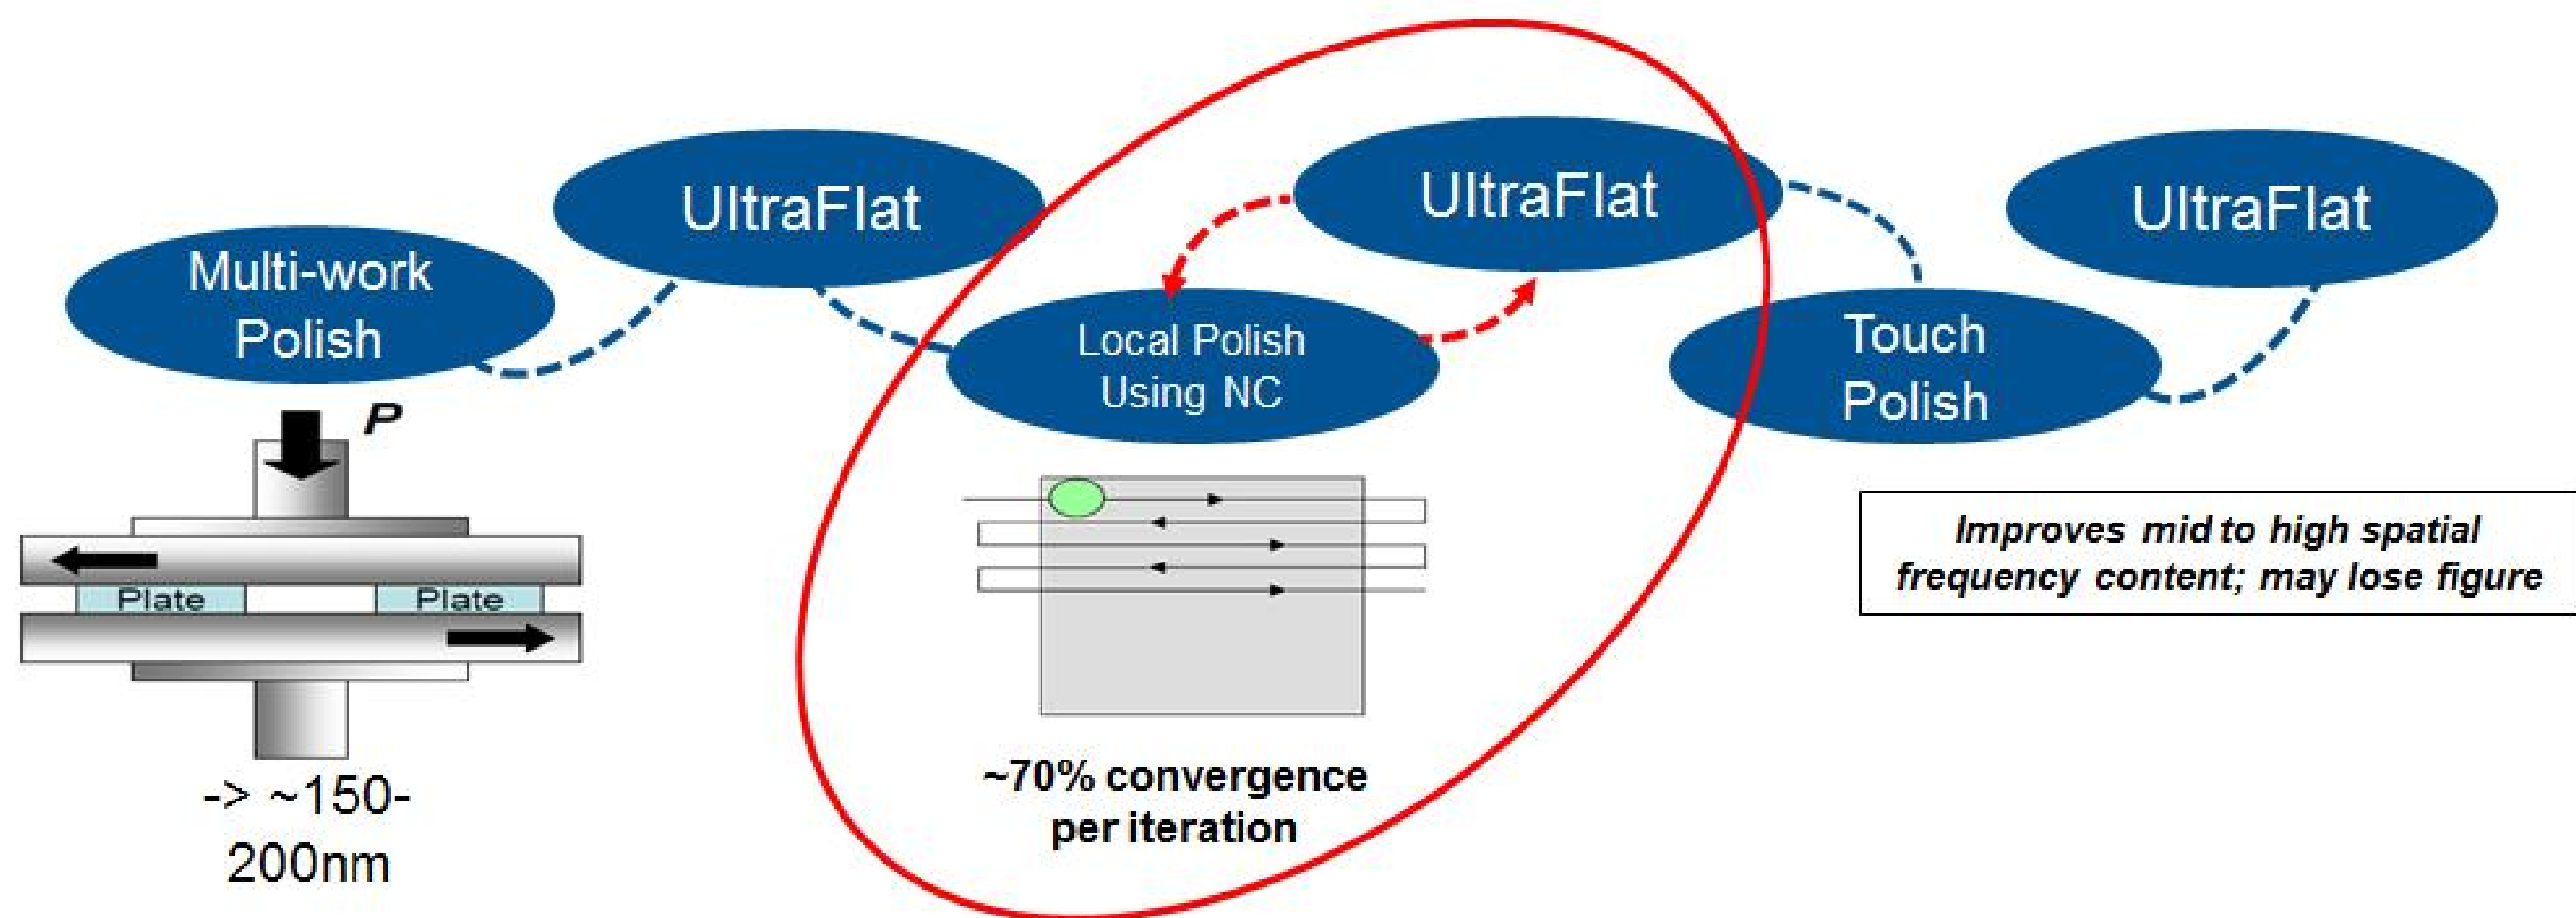 Multi-work
Polish
UltraFlat
Local Polish
Using NC
UltraFlat
Touch
Polish
UltraFlat
P
Plate
Plate
-> ~150-
200nm
~70% convergence
per iteration
Improves mid to high spatial
frequency content; may lose figure